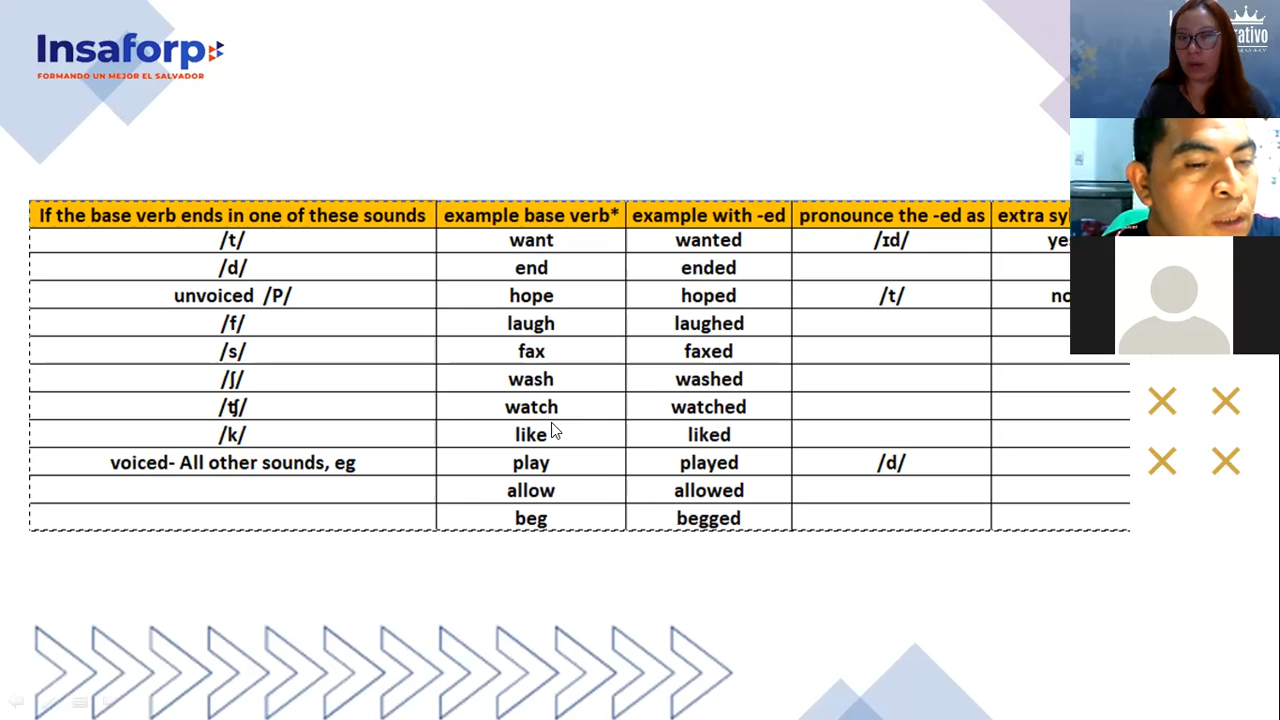 Insaforp
FORMANDO UN MEJOR EL SALVADOR
If the base verb ends in one of these sounds example base verb* example with -ed pronounce the -ed as extra
/t/ want wanted /ɪd/
/d/ end ended
unvoiced /P/ hope hoped /t/ no
/f/ laugh laughed
/s/ fax faxed
/ʃ/ wash washed
/ʧ/ watch watched
/k/ like liked
voiced- All other sounds, eg play played /d/
allow allowed
beg begged